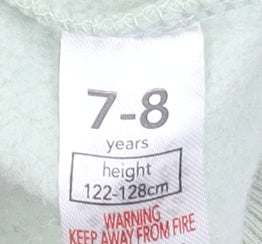 7-8
years
height
122-128cm
WARNING
KEEP AWAY FROM FIRE